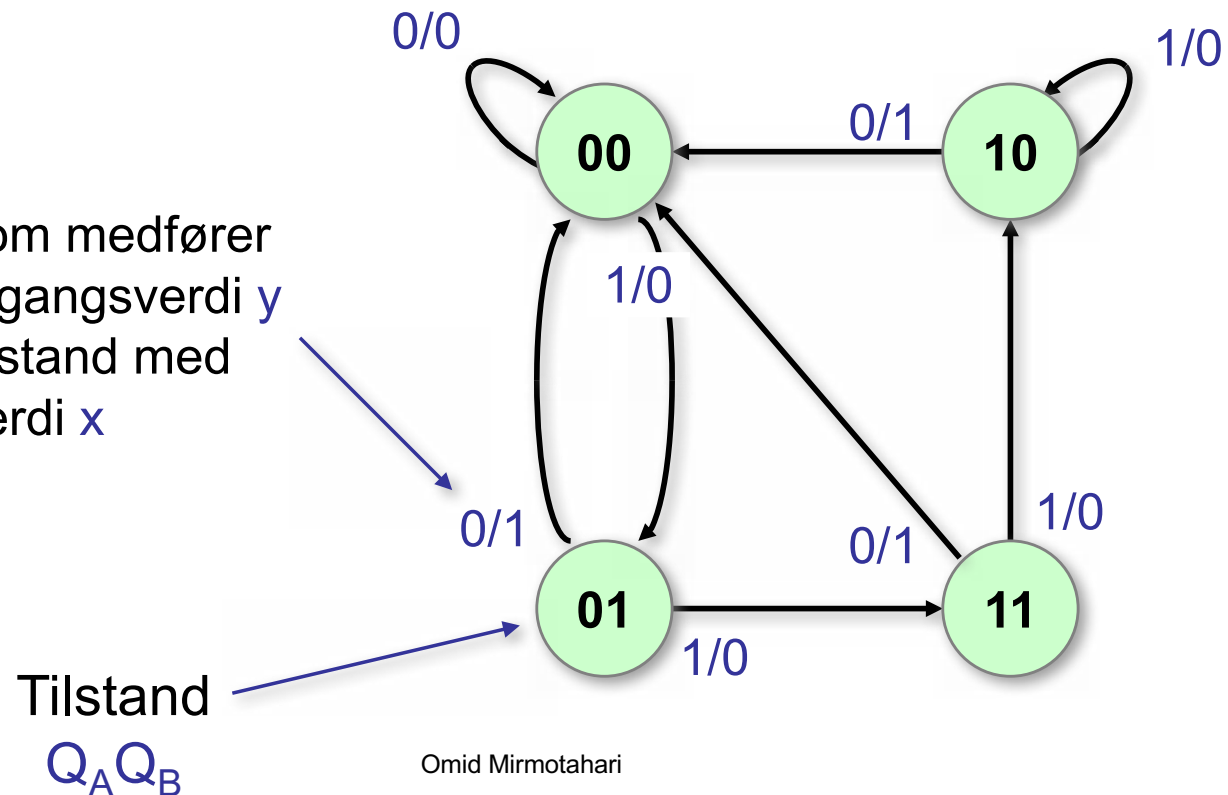 0/0
1/0
0/1
00
10
om medfører
gangsverdi y
stand med
erdi x
1/0
0/1
0/1
1/0
01
11
1/0
Tilstand
QAQB
Omid Mirmotahari